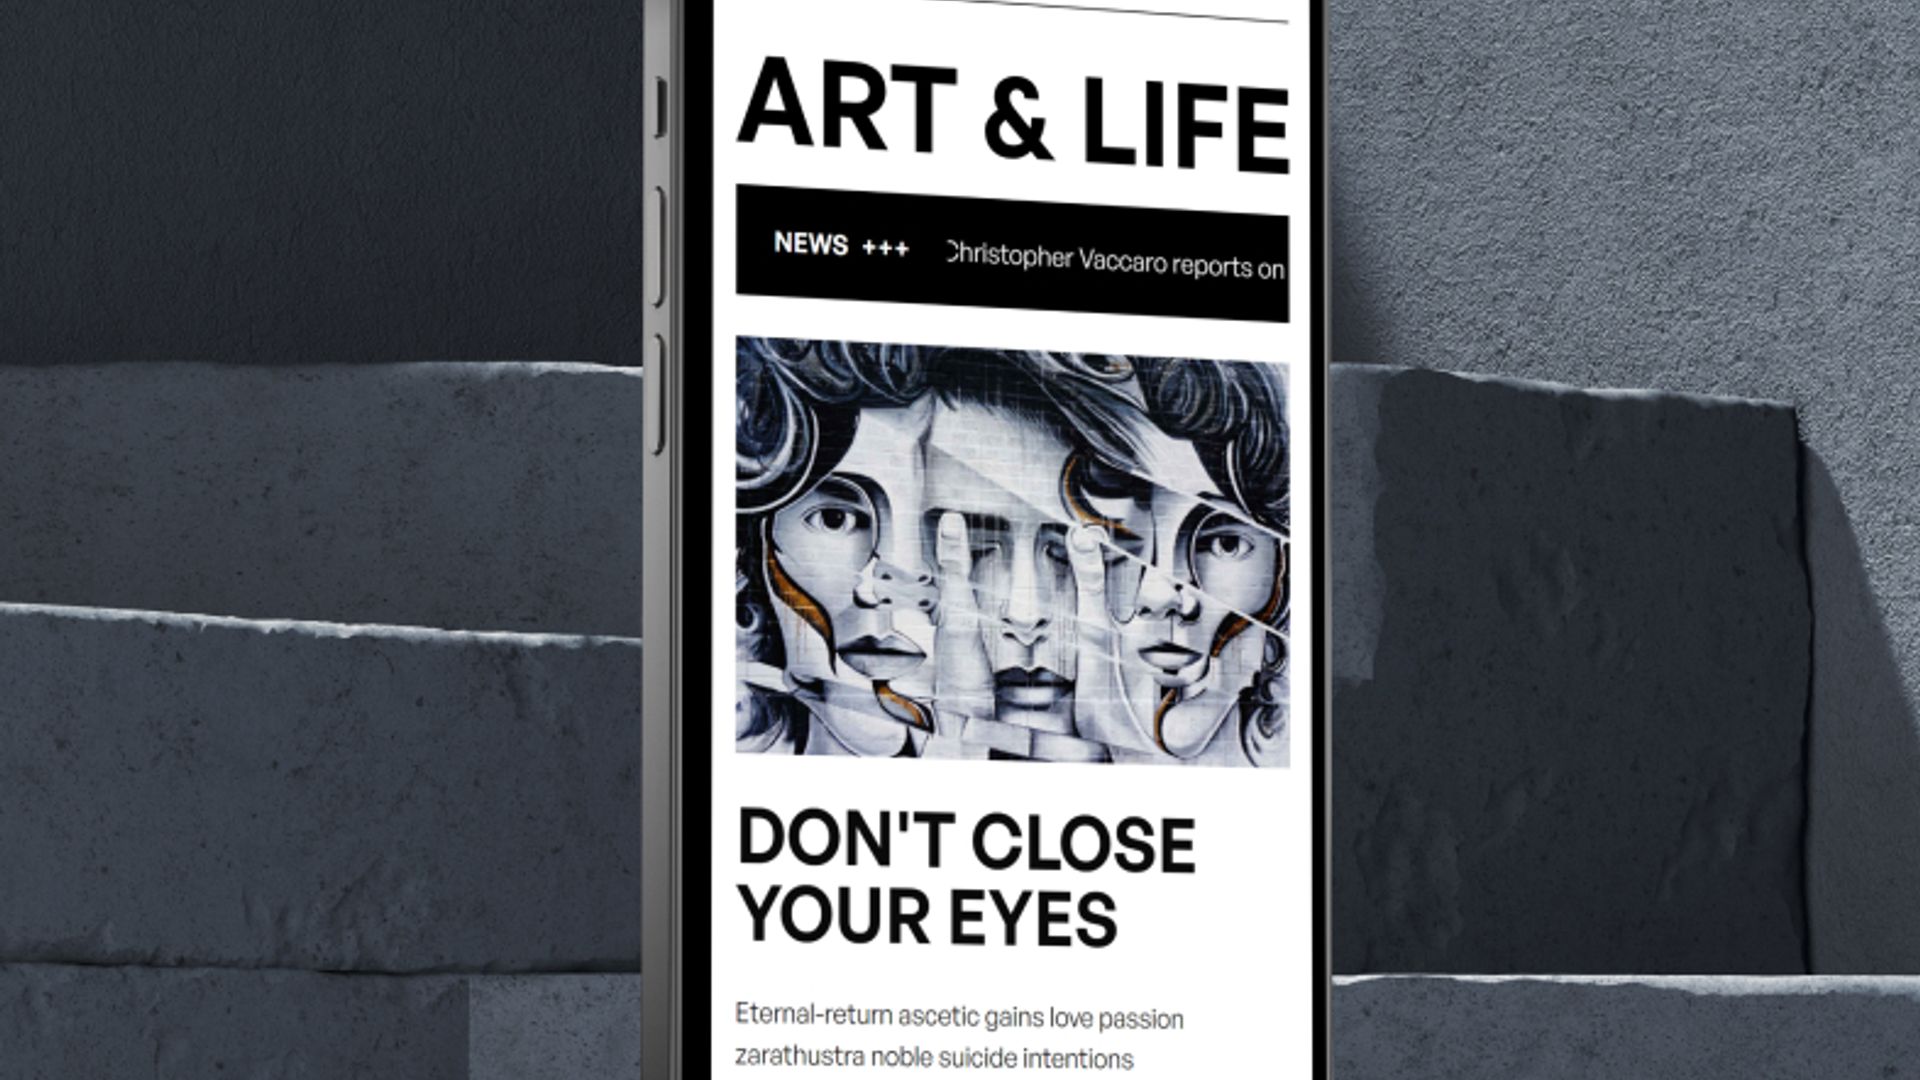 ART & LIFE
NEWS +++ Christopher Vaccaro reports on
DON'T CLOSE
YOUR EYES
Eternal-return ascetic gains love passion
zarathustra noble suicide intentions